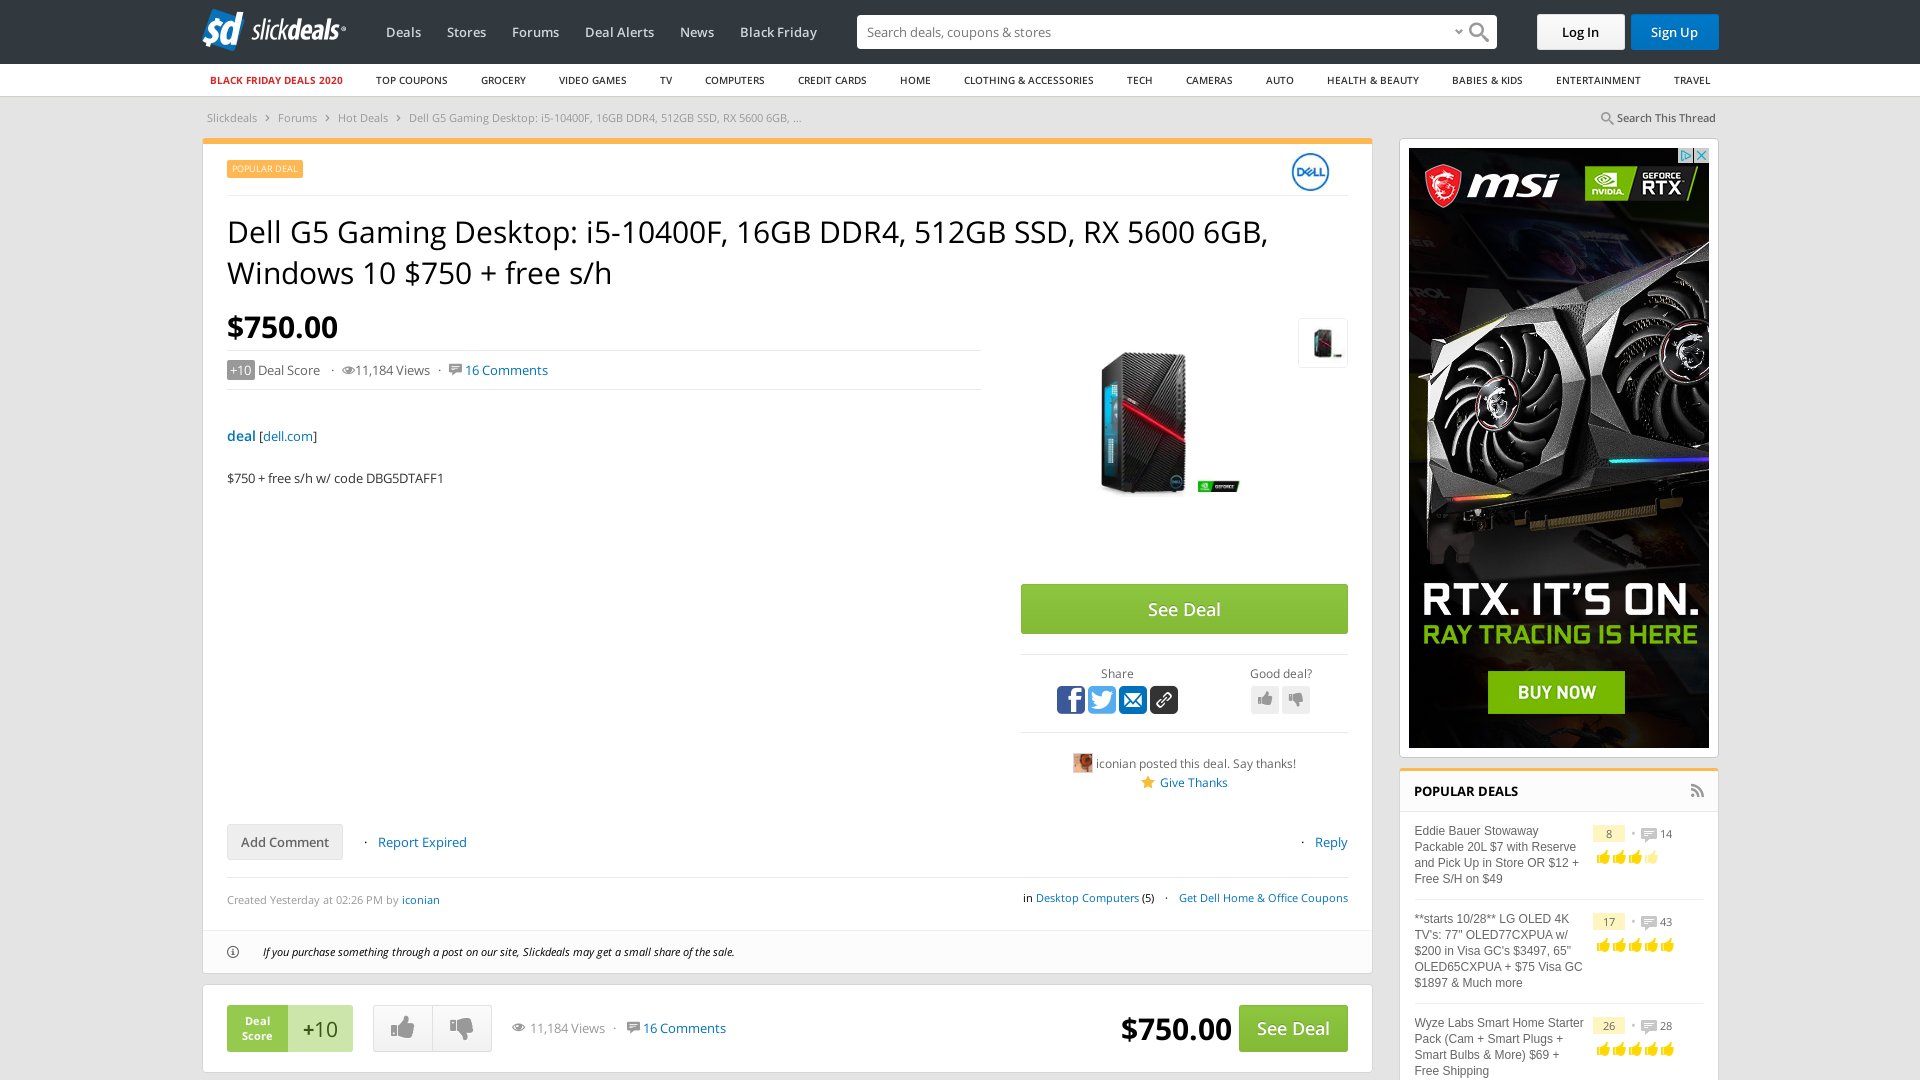 sd slickdeals
Deals Stores Forums Deal Alerts News Black Friday
Search deals, coupons & stores
Log In Sign Up
BLACK FRIDAY DEALS 2020 TOP COUPONS GROCERY VIDEO GAMES TV COMPUTERS CREDIT CARDS HOME CLOTHING & ACCESSORIES TECH CAMERAS AUTO HEALTH & BEAUTY BABIES & KIDS ENTERTAINMENT TRAVEL
Slickdeals › Forums › Hot Deals › Dell G5 Gaming Desktop: i5-10400F, 16GB DDR4, 512GB SSD, RX 5600 6GB, ...
Search This Thread
POPULAR DEAL
DELL
Dell G5 Gaming Desktop: i5-10400F, 16GB DDR4, 512GB SSD, RX 5600 6GB,
Windows 10 $750 + free s/h
$750.00
+10 Deal Score · 11,184 Views · 16 Comments
deal [dell.com]
$750 + free s/h w/ code DBG5DTAFF1
GEFORCE
See Deal
Share
Good deal?
iconian posted this deal. Say thanks!
Give Thanks
Add Comment · Report Expired
· Reply
Created Yesterday at 02:26 PM by iconian
in Desktop Computers (5) · Get Dell Home & Office Coupons
If you purchase something through a post on our site, Slickdeals may get a small share of the sale.
Deal
Score
+10
11,184 Views · 16 Comments
$750.00
See Deal
msi
NVIDIA
GEFORCE
RTX
RTX. IT'S ON.
RAY TRACING IS HERE
BUY NOW
POPULAR DEALS
Eddie Bauer Stowaway
Packable 20L $7 with Reserve
and Pick Up in Store OR $12 +
Free S/H on $49
8 • 14
**starts 10/28** LG OLED 4K
TV's: 77" OLED77CXPUA w/
$200 in Visa GC's $3497, 65"
OLED65CXPUA + $75 Visa GC
$1897 & Much more
17 • 43
Wyze Labs Smart Home Starter
Pack (Cam + Smart Plugs +
Smart Bulbs & More) $69 +
Free Shipping
26 • 28